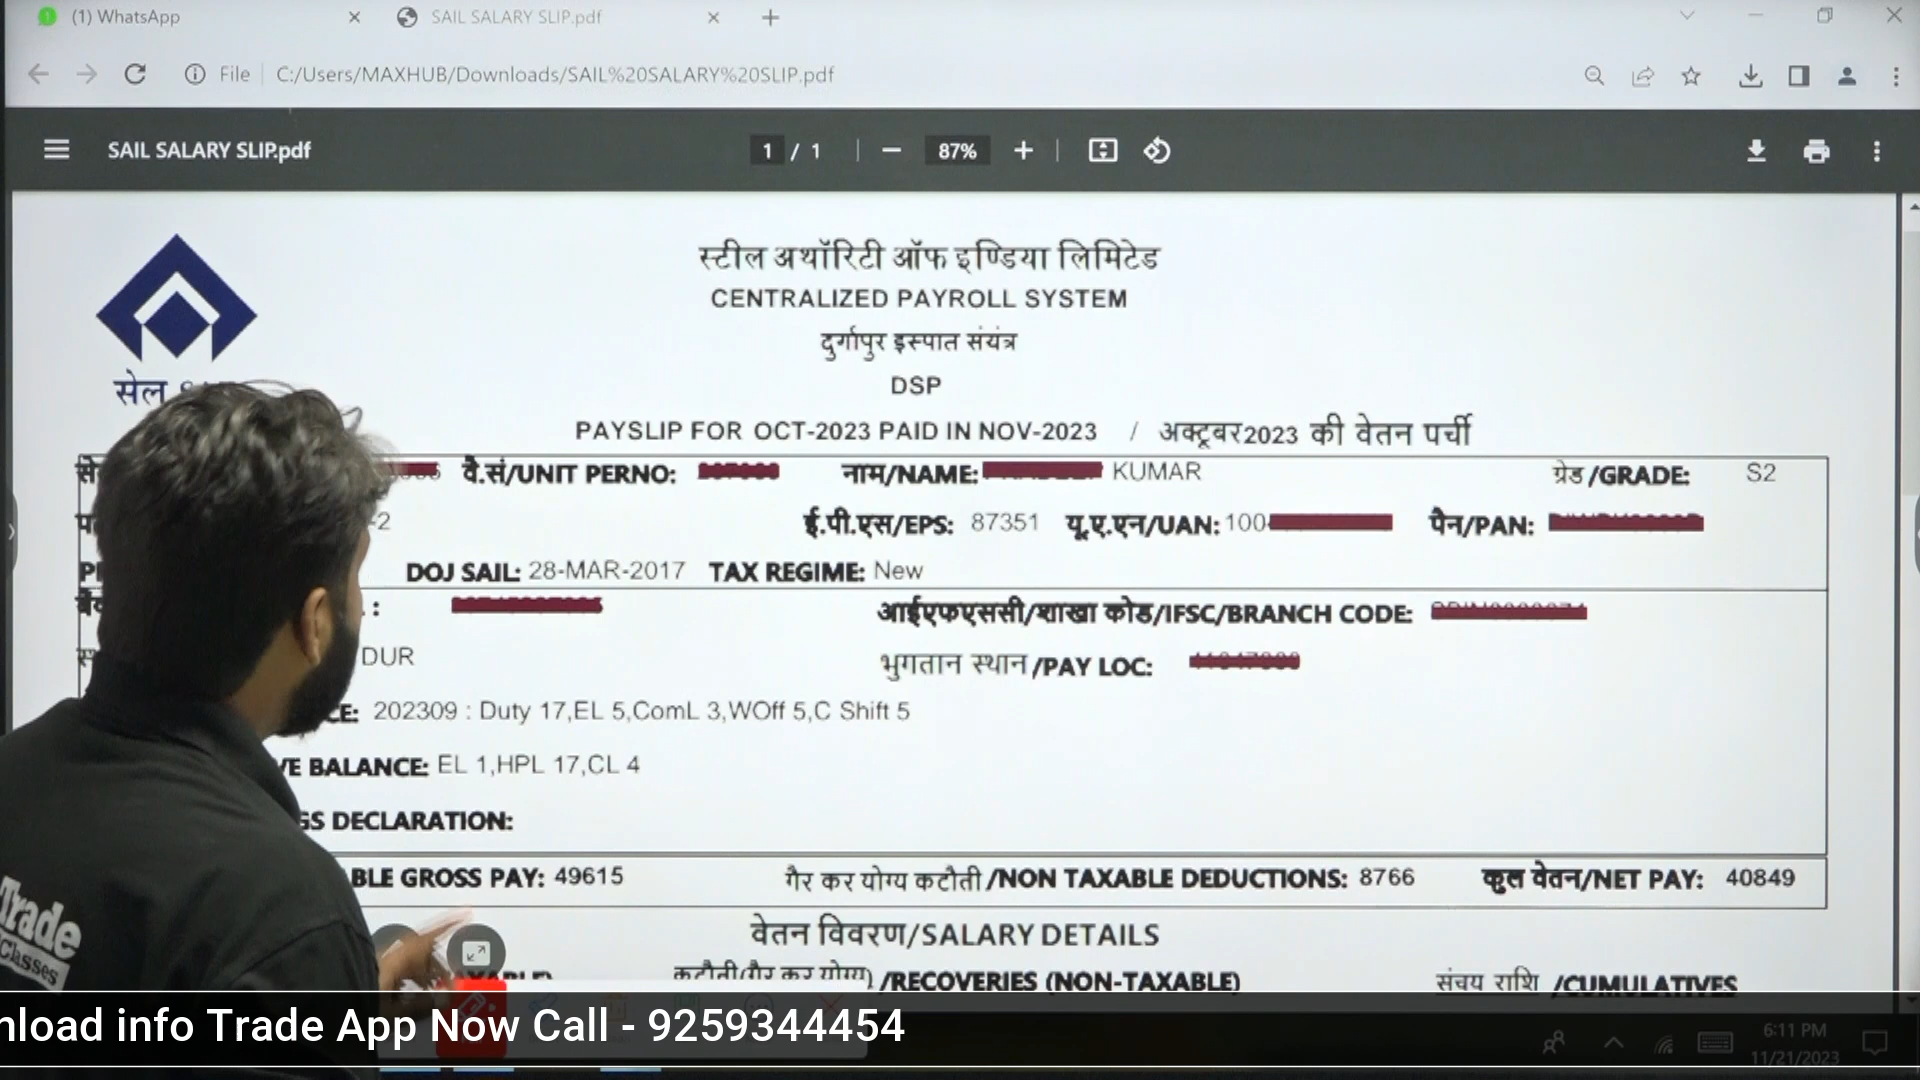 (1) WhatsApp
SAIL SALARY SLIP.pdf
File
C:/Users/MAXHUB/Downloads/SAIL%20SALARY%20SLIP.pdf
SAIL SALARY SLIP.pdf
1 / 1
87%
स्टील अथॉरिटी ऑफ इण्डिया लिमिटेड
CENTRALIZED PAYROLL SYSTEM
दुर्गापुर इस्पात संयंत्र
DSP
सेल
PAYSLIP FOR OCT-2023 PAID IN NOV-2023 / अक्टूबर2023 की वेतन पर्ची
वै.सं/UNIT PERNO: नाम/NAME: KUMAR ग्रेड/GRADE: S2
-2 ई.पी.एस/EPS: 87351 यू.ए.एन/UAN: 100 पैन/PAN:
DOJ SAIL: 28-MAR-2017 TAX REGIME: New
: आईएफएससी/शाखा कोड/IFSC/BRANCH CODE:
DUR भुगतान स्थान/PAY LOC:
CE: 202309 : Duty 17,EL 5,ComL 3,WOff 5,C Shift 5
VE BALANCE: EL 1,HPL 17,CL 4
GS DECLARATION:
BLE GROSS PAY: 49615 गैर कर योग्य कटौती/NON TAXABLE DEDUCTIONS: 8766 कुल वेतन/NET PAY: 40849
वेतन विवरण/SALARY DETAILS
कटौती(गैर कर योग्य) /RECOVERIES (NON-TAXABLE) संचय राशि /CUMULATIVES
Trade
Classes
nload info Trade App Now Call - 9259344454
6:11 PM
11/21/2023